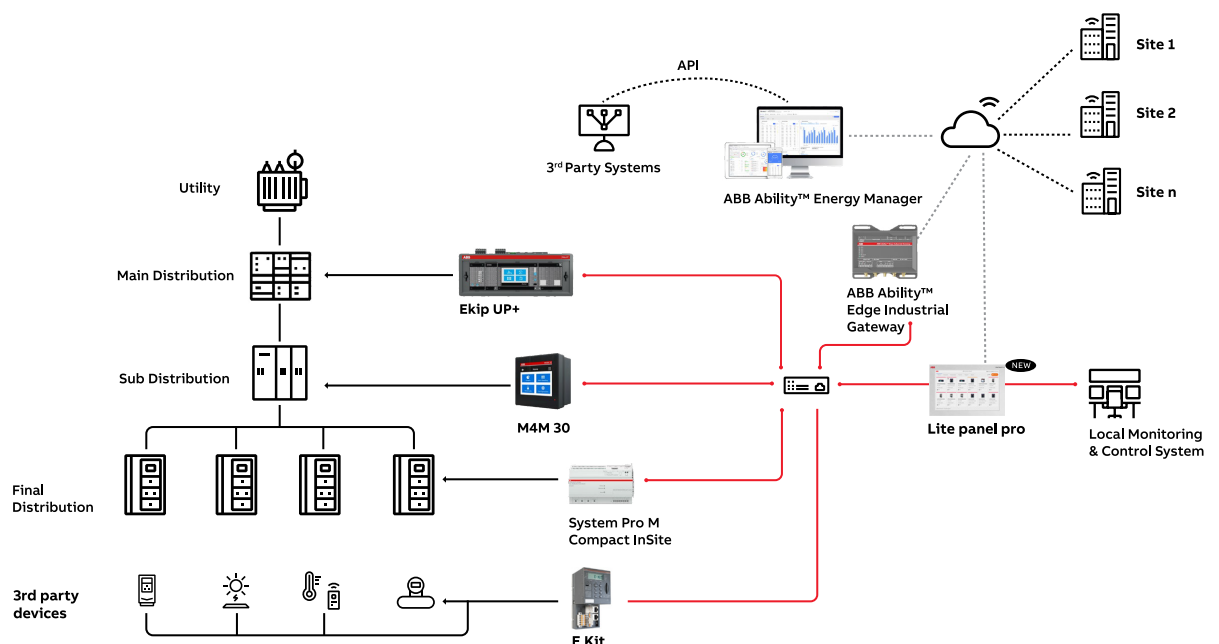 Site 1
API
Site 2
3rd Party Systems
Utility
ABB Ability™ Energy Manager
Site n
Main Distribution
Ekip UP+
ABB Ability™
Edge Industrial
Gateway
NEW
Sub Distribution
M4M 30
Lite panel pro
Local Monitoring
& Control System
Final
Distribution
System Pro M
Compact InSite
3rd party
devices
E Kit
ABB